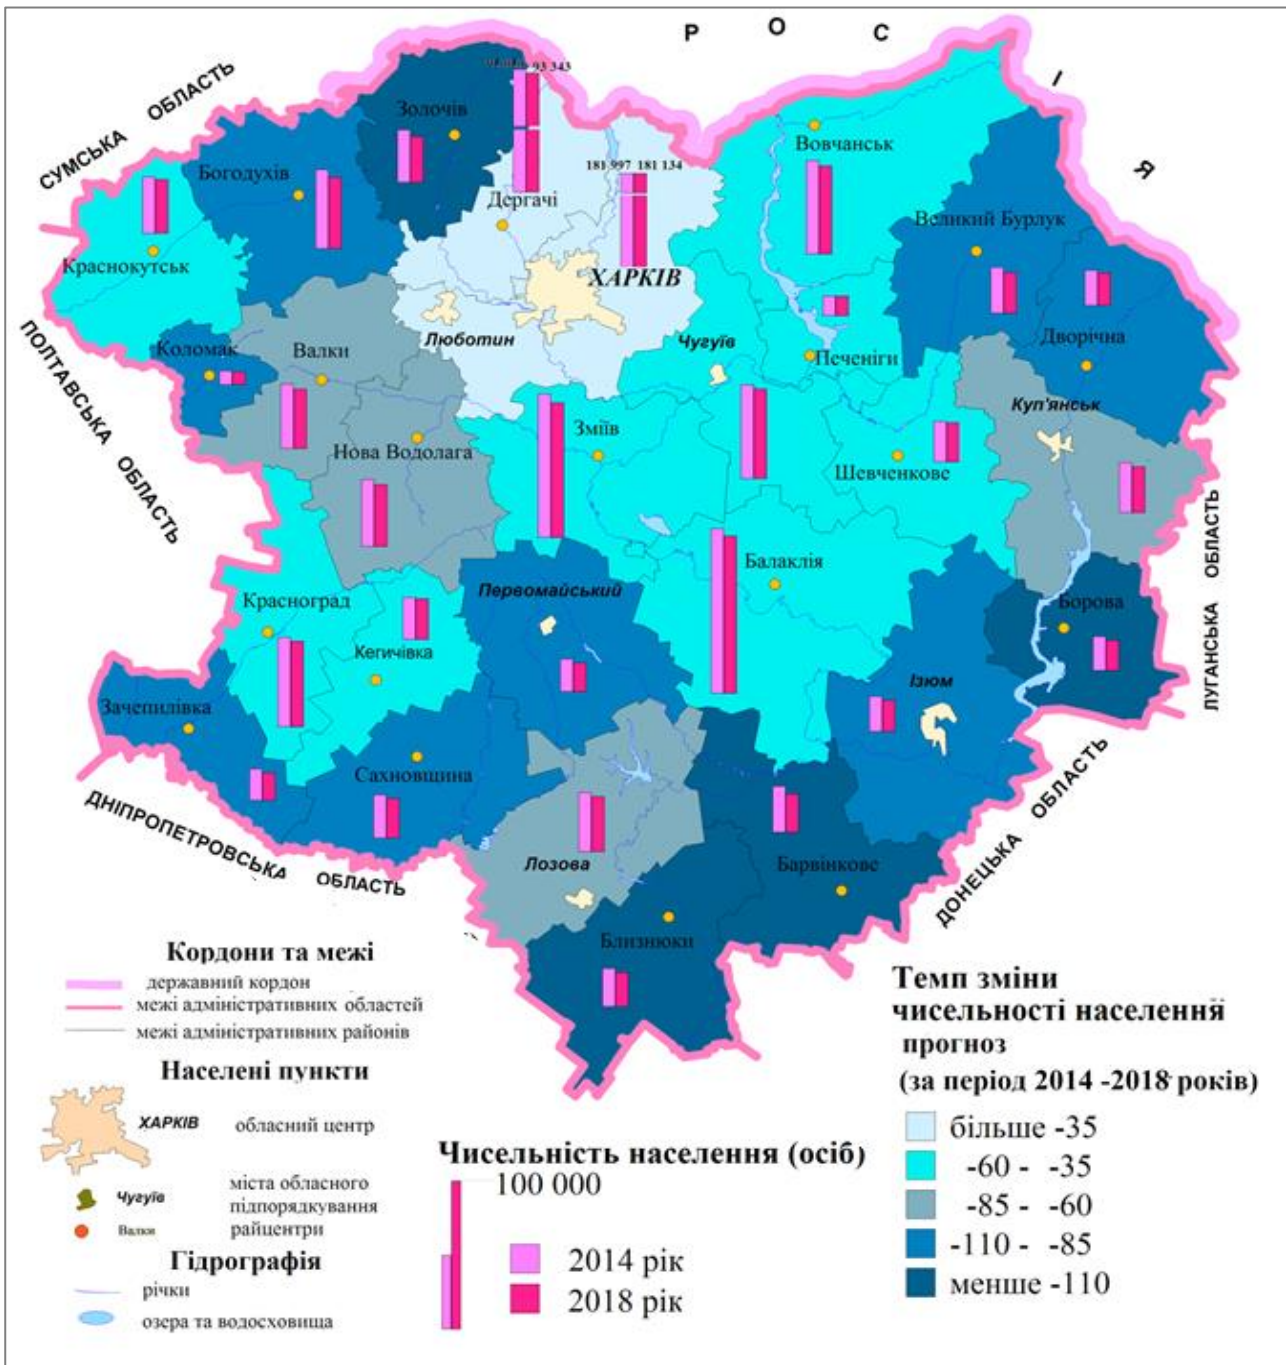 Р О С І Я
СУМСЬКА ОБЛАСТЬ
93 343
Золочів
Вовчанськ
181 997 181 134
Богодухів
Дергачі
Великий Бурлук
Краснокутськ
ХАРКІВ
Люботин
Чугуїв
Печеніги
Дворічна
ПОЛТАВСЬКА ОБЛАСТЬ
Коломак
Валки
Куп'янськ
Зміїв
Нова Водолага
Шевченкове
ЛУГАНСЬКА ОБЛАСТЬ
Балаклія
Первомайський
Красноград
Борова
Кегичівка
Ізюм
Зачепилівка
Сахновщина
ДНІПРОПЕТРОВСЬКА ОБЛАСТЬ
ДОНЕЦЬКА ОБЛАСТЬ
Лозова
Барвінкове
Близнюки
Кордони та межі
державний кордон
межі адміністративних областей
межі адміністративних районів
Населені пункти
ХАРКІВ обласний центр
Чугуїв міста обласного
підпорядкування
Валки райцентри
Гідрографія
річки
озера та водосховища
Чисельність населення (осіб)
100 000
2014 рік
2018 рік
Темп зміни
чисельності населення
прогноз
(за період 2014 -2018 років)
більше -35
-60 - -35
-85 - -60
-110 - -85
менше -110